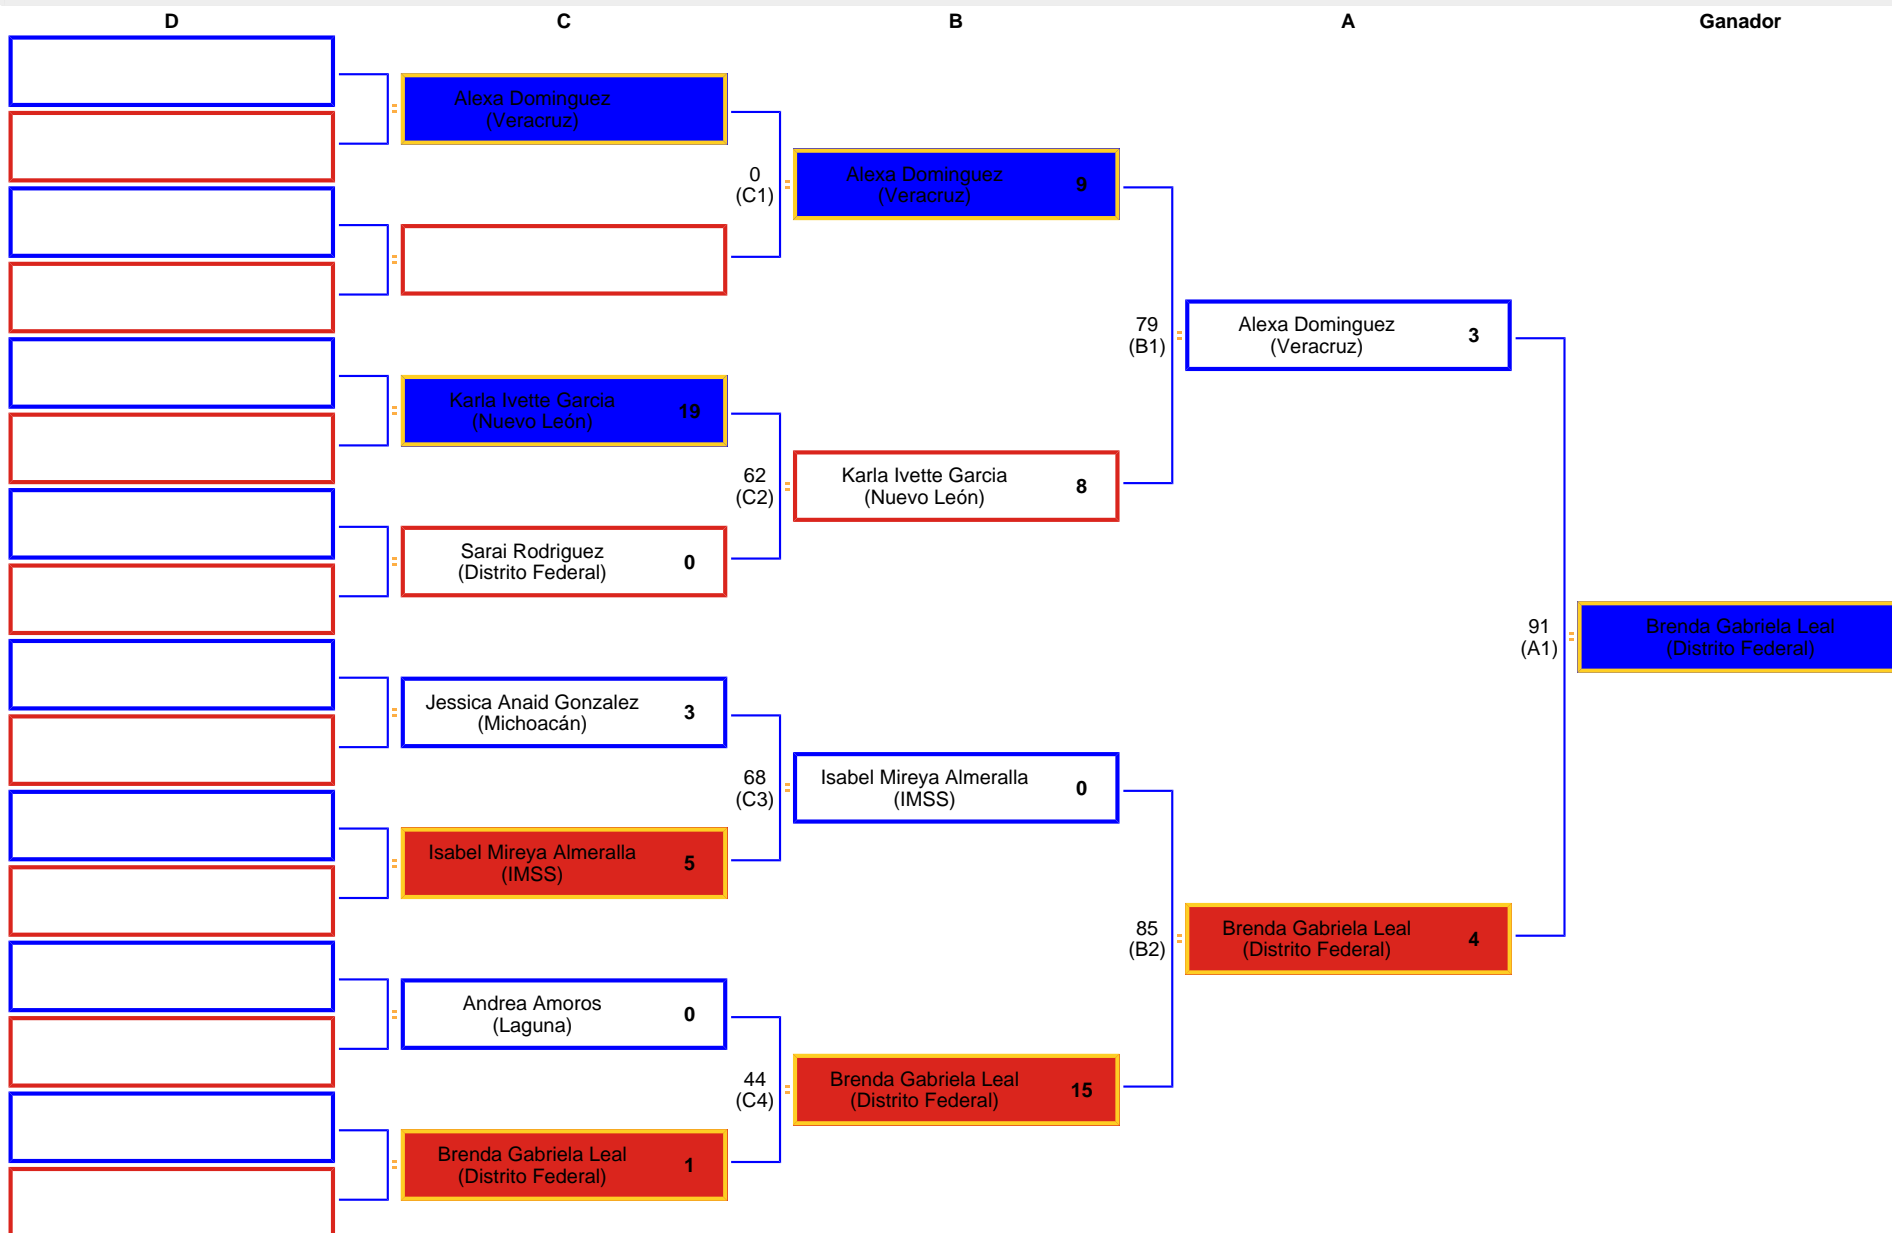 D C B A Ganador
Alexa Dominguez
(Veracruz)
0
(C1)
Alexa Dominguez
(Veracruz)
9
Karla Ivette Garcia
(Nuevo León)
19
62
(C2)
Sarai Rodriguez
(Distrito Federal)
0
Karla Ivette Garcia
(Nuevo León)
8
79
(B1)
Alexa Dominguez
(Veracruz)
3
Jessica Anaid Gonzalez
(Michoacán)
3
68
(C3)
Isabel Mireya Almeralla
(IMSS)
5
Isabel Mireya Almeralla
(IMSS)
0
Andrea Amoros
(Laguna)
0
44
(C4)
Brenda Gabriela Leal
(Distrito Federal)
1
Brenda Gabriela Leal
(Distrito Federal)
15
85
(B2)
Brenda Gabriela Leal
(Distrito Federal)
4
91
(A1)
Brenda Gabriela Leal
(Distrito Federal)